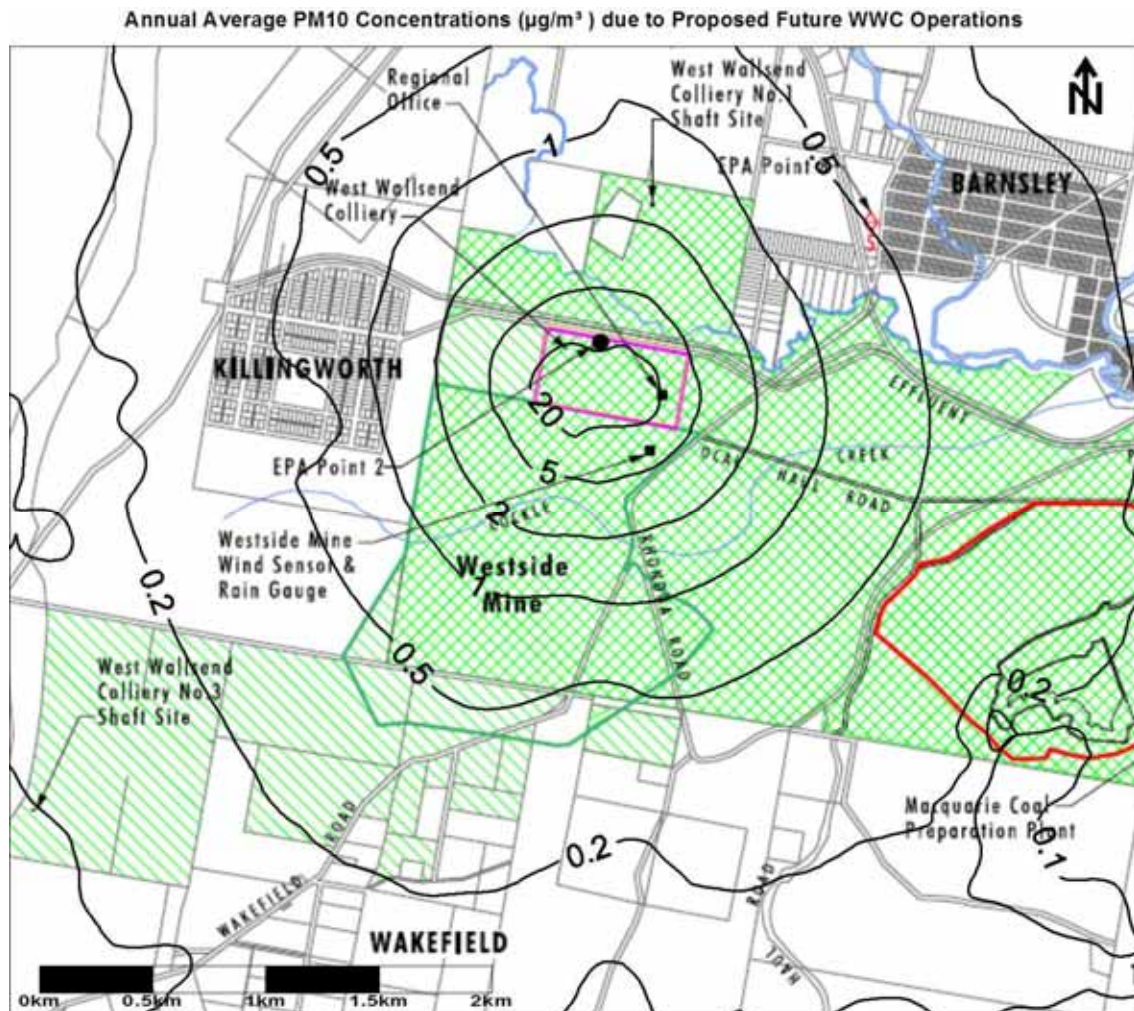 Annual Average PM10 Concentrations (µg/m³ ) due to Proposed Future WWC Operations
Regional
Office
West Wallsend
Colliery No.1
Shaft Site
N
0.5
1
0.5
EPA Point
BARNSLEY
West Wallsend
Colliery
KILLINGWORTH
20
EFFLUENT
EPA Point 2
5
CREEK
HAUL ROAD
2
COCKLE
Westside Mine
Wind Sensor &
Rain Gauge
Westside
Mine
RHONDDA ROAD
1
0.2
0.5
West Wallsend
Colliery No.3
Shaft Site
0.2
Macquarie Coal
Preparation Plant
0.1
0.2
WAKEFIELD ROAD
HAUL ROAD
WAKEFIELD
0km
0.5km
1km
1.5km
2km